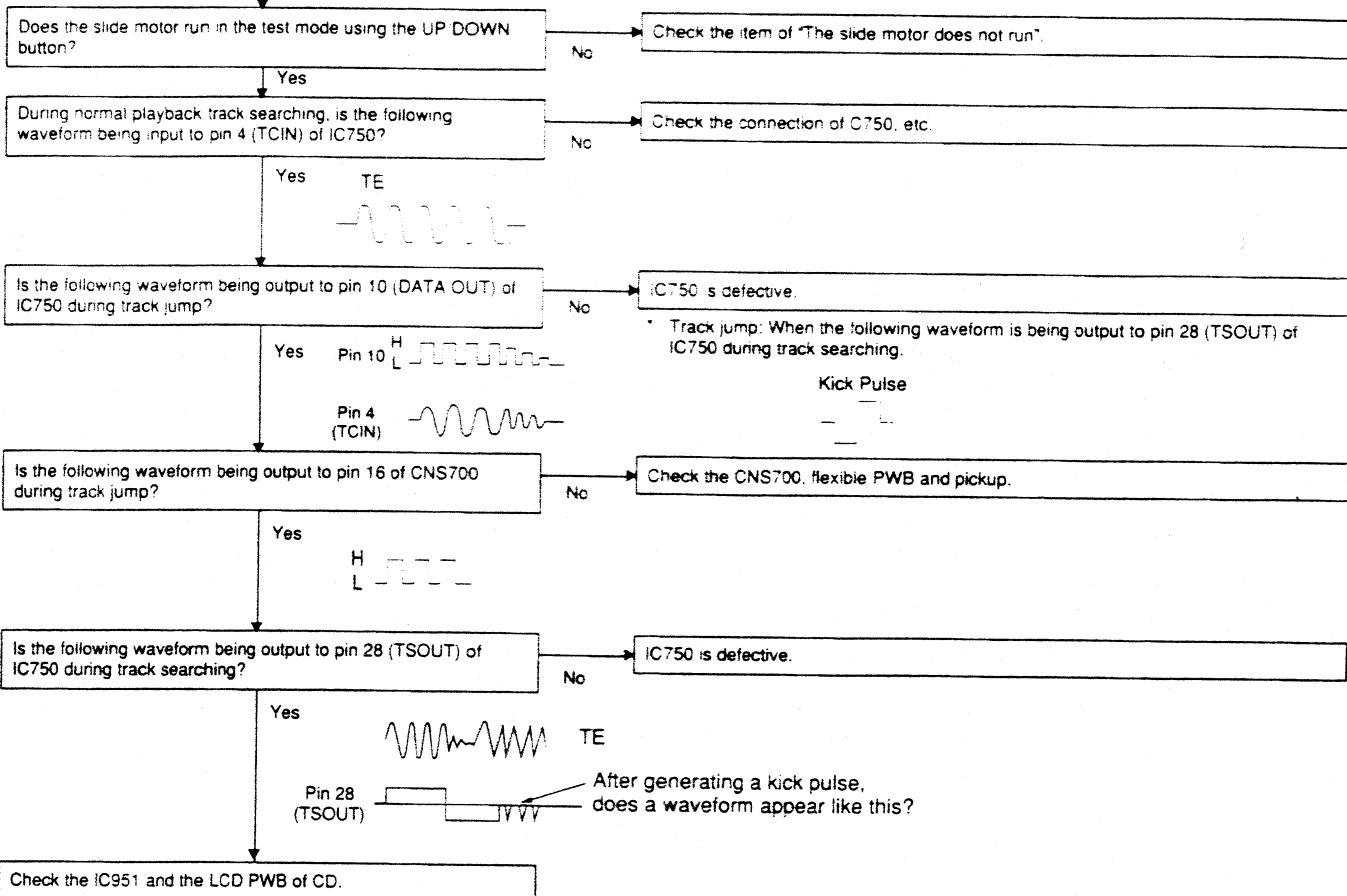 Does the slide motor run in the test mode using the UP DOWN
button?
No
Check the item of "The slide motor does not run".
Yes
During normal playback track searching, is the following
waveform being input to pin 4 (TCIN) of IC750?
No
Check the connection of C750, etc.
Yes
TE
Is the following waveform being output to pin 10 (DATA OUT) of
IC750 during track jump?
No
IC750 is defective.
* Track jump: When the following waveform is being output to pin 28 (TSOUT) of
IC750 during track searching.
Kick Pulse
Yes
Pin 10 H
L
Pin 4
(TCIN)
Is the following waveform being output to pin 16 of CNS700
during track jump?
No
Check the CNS700, flexible PWB and pickup.
Yes
H
L
Is the following waveform being output to pin 28 (TSOUT) of
IC750 during track searching?
No
IC750 is defective.
Yes
TE
Pin 28
(TSOUT)
After generating a kick pulse,
does a waveform appear like this?
Check the IC951 and the LCD PWB of CD.